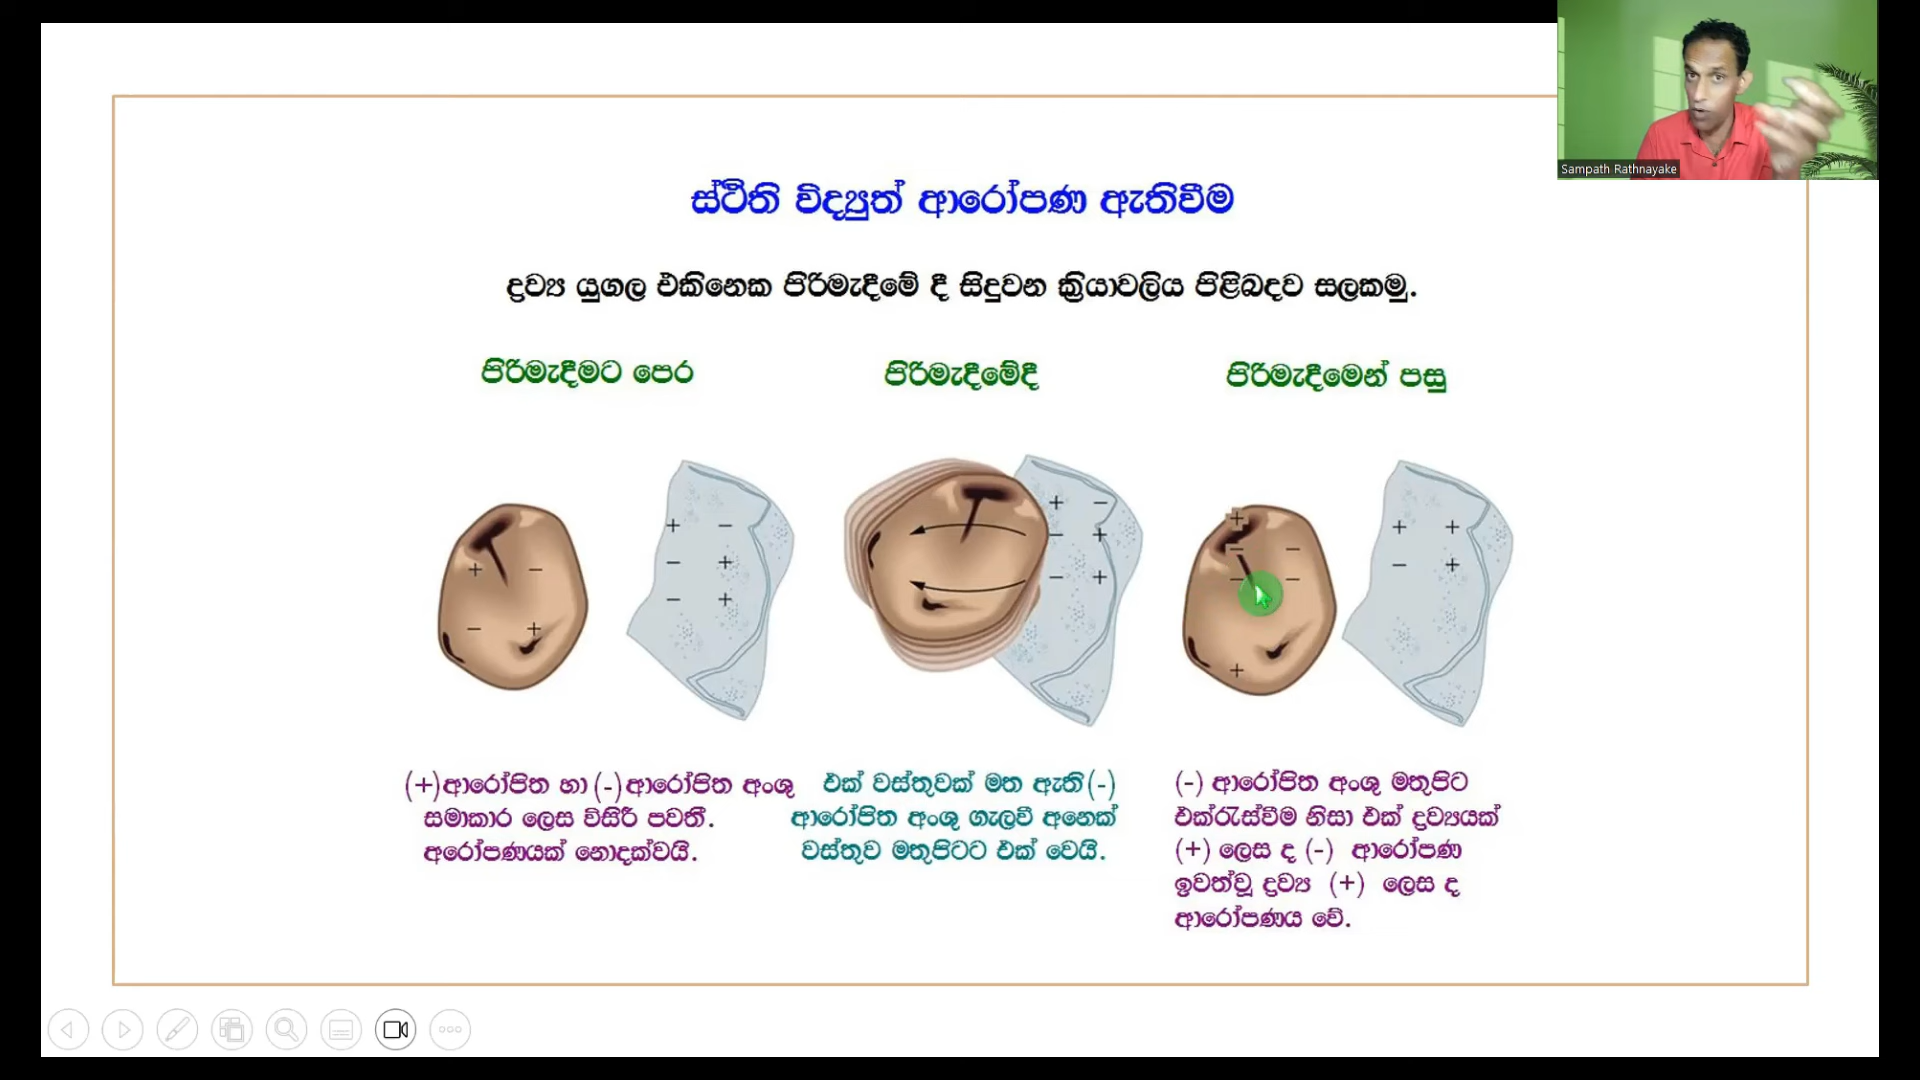 Sampath Rathnayake
ස්ථිති විද්‍යුත් ආරෝපණ ඇතිවීම
ද්‍රව්‍ය යුගල එකිනෙක පිරිමැදීමේ දී සිදුවන ක්‍රියාවලිය පිළිබදව සලකමු.
පිරිමැදීමට පෙර
පිරිමැදීමේදී
පිරිමැදීමෙන් පසු
(+)ආරෝපිත හා (-)ආරෝපිත අංශු
සමාකාර ලෙස විසිරී පවතී.
අරෝපණයක් නොදක්වයි.
එක් වස්තුවක් මත ඇති (-)
ආරෝපිත අංශු ගැලවී අනෙක්
වස්තුව මතුපිටට එක් වෙයි.
(-) ආරෝපිත අංශු මතුපිට
එක්රැස්වීම නිසා එක් ද්‍රව්‍යයක්
(+) ලෙස ද (-) ආරෝපණ
ඉවත්වූ ද්‍රව්‍ය (+) ලෙස ද
ආරෝපණය වේ.